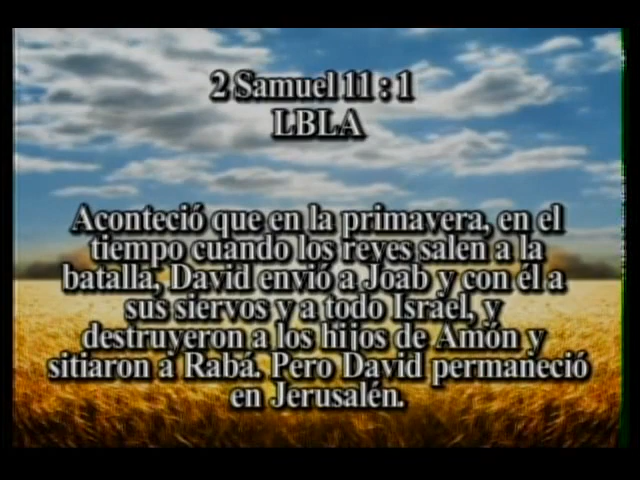 2 Samuel 11 : 1
LBLA
Aconteció que en la primavera, en el
tiempo cuando los reyes salen a la
batalla, David envió a Joab y con él a
sus siervos y a todo Israel, y
destruyeron a los hijos de Amón y
sitiaron a Rabá. Pero David permaneció
en Jerusalén.